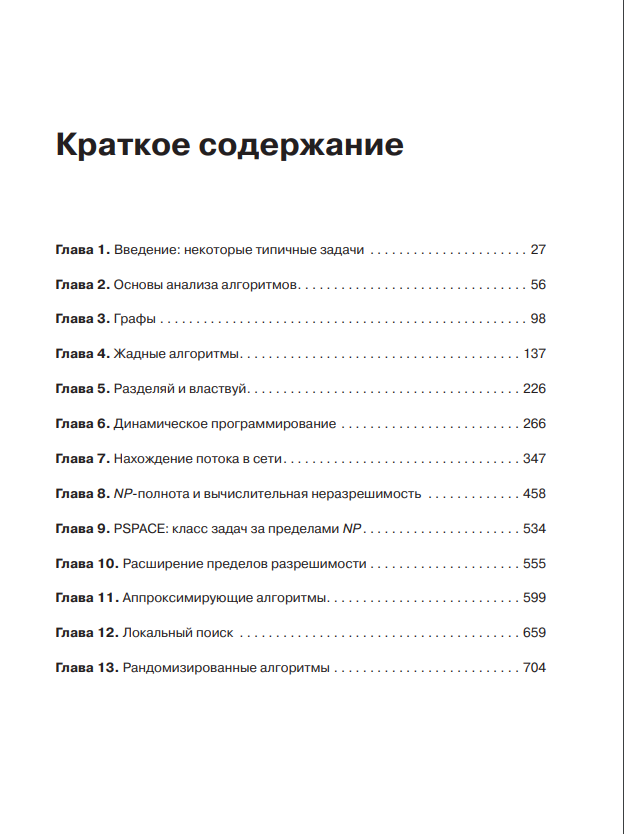 Краткое содержание
Глава 1. Введение: некоторые типичные задачи . . . . . . . . . . . . . . . . . . . . . . 27
Глава 2. Основы анализа алгоритмов. . . . . . . . . . . . . . . . . . . . . . . . . . . . . . . . 56
Глава 3. Графы . . . . . . . . . . . . . . . . . . . . . . . . . . . . . . . . . . . . . . . . . . . . . . . . . . . 98
Глава 4. Жадные алгоритмы. . . . . . . . . . . . . . . . . . . . . . . . . . . . . . . . . . . . . . . 137
Глава 5. Разделяй и властвуй. . . . . . . . . . . . . . . . . . . . . . . . . . . . . . . . . . . . . . 226
Глава 6. Динамическое программирование . . . . . . . . . . . . . . . . . . . . . . . . . 266
Глава 7. Нахождение потока в сети. . . . . . . . . . . . . . . . . . . . . . . . . . . . . . . . . 347
Глава 8. NP-полнота и вычислительная неразрешимость . . . . . . . . . . . . . 458
Глава 9. PSPACE: класс задач за пределами NP. . . . . . . . . . . . . . . . . . . . . . 534
Глава 10. Расширение пределов разрешимости . . . . . . . . . . . . . . . . . . . . . 555
Глава 11. Аппроксимирующие алгоритмы. . . . . . . . . . . . . . . . . . . . . . . . . . . 599
Глава 12. Локальный поиск . . . . . . . . . . . . . . . . . . . . . . . . . . . . . . . . . . . . . . . 659
Глава 13. Рандомизированные алгоритмы . . . . . . . . . . . . . . . . . . . . . . . . . . 704